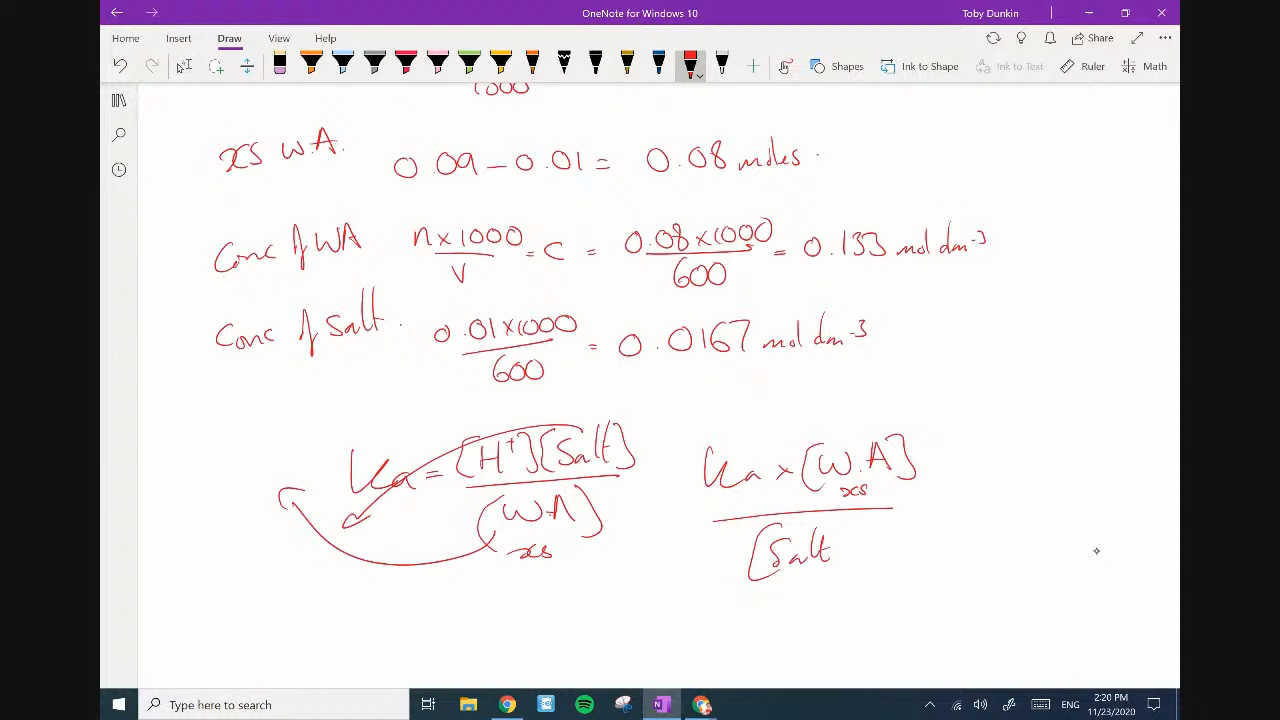 OneNote for Windows 10
Toby Dunkin
Home Insert Draw View Help
Share
Shapes Ink to Shape Ink to Text Ruler Math
1000
xs W.A. 0.09 - 0.01 = 0.08 moles.
Conc of WA n x 1000 / V = C = 0.08 x 1000 / 600 = 0.133 mol dm-3
Conc of Salt. 0.01 x 1000 / 600 = 0.0167 mol dm-3
Ka = [H+][Salt] / [WA] xs
Ka x [W.A] xs / [Salt
Type here to search
ENG
2:20 PM
11/23/2020